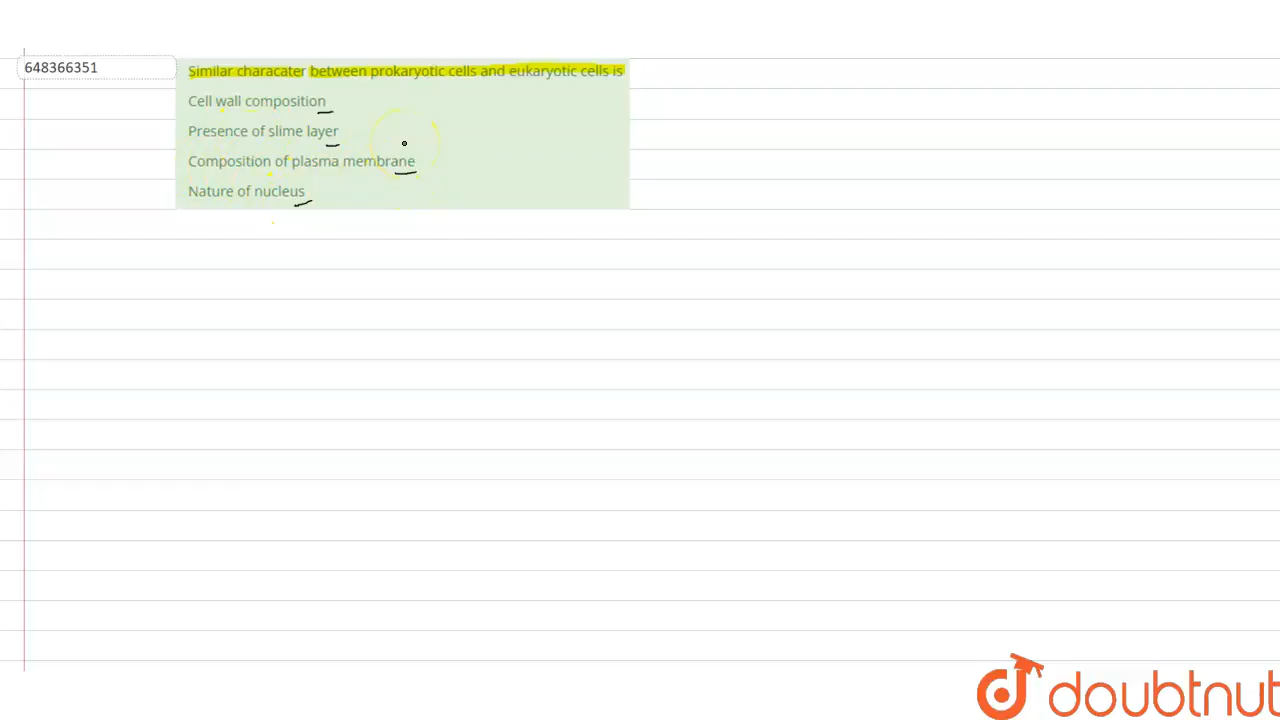 648366351
Similar characater between prokaryotic cells and eukaryotic cells is
Cell wall composition
Presence of slime layer
Composition of plasma membrane
Nature of nucleus
doubtnut